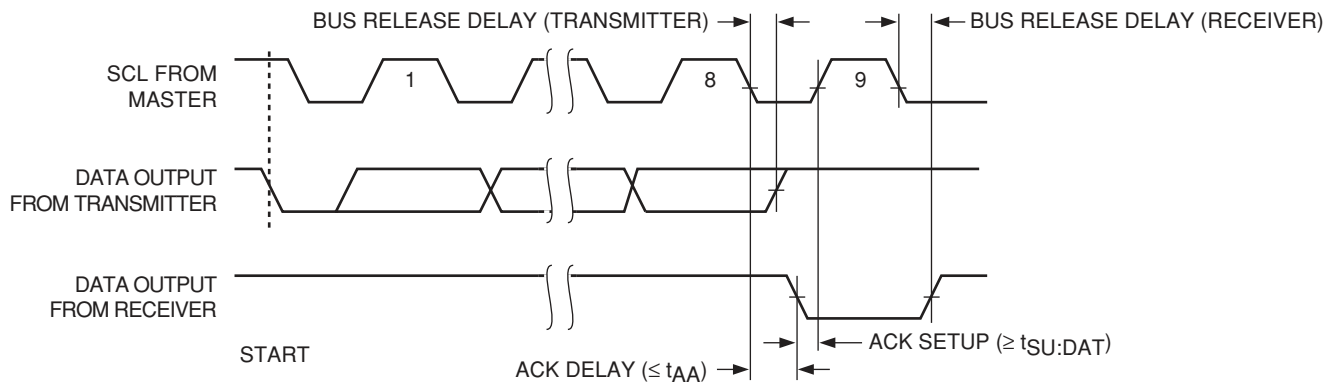 BUS RELEASE DELAY (TRANSMITTER)
BUS RELEASE DELAY (RECEIVER)
SCL FROM
MASTER
1
8
9
DATA OUTPUT
FROM TRANSMITTER
DATA OUTPUT
FROM RECEIVER
START
ACK SETUP (≥ tSU:DAT)
ACK DELAY (≤ tAA)